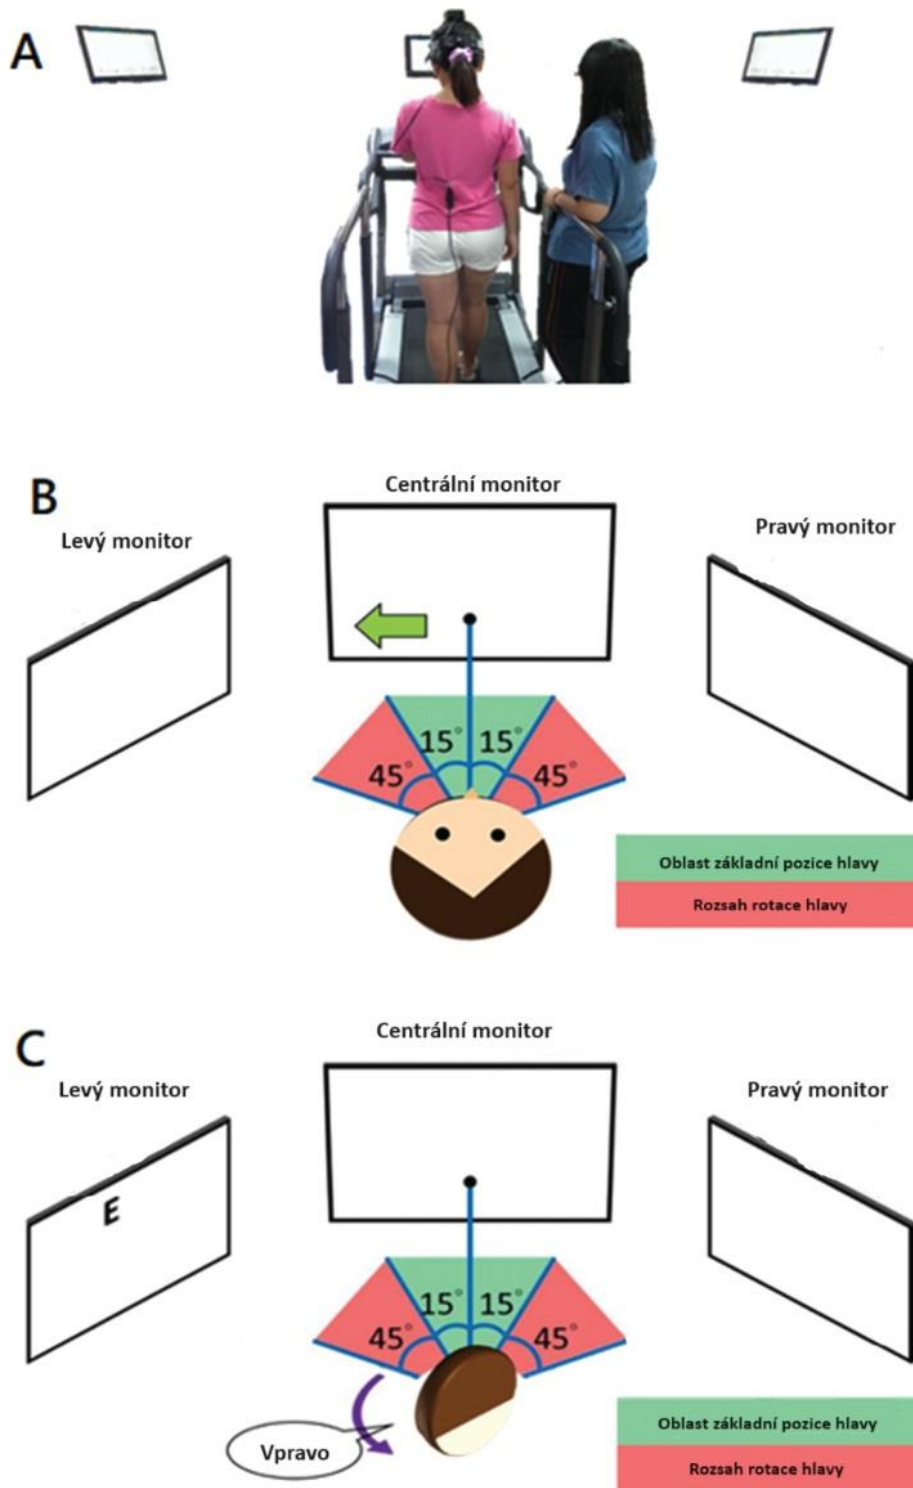 A
B
Centrální monitor
Levý monitor
Pravý monitor
15° 15°
45° 45°
Oblast základní pozice hlavy
Rozsah rotace hlavy
C
Centrální monitor
Levý monitor
Pravý monitor
E
15° 15°
45° 45°
Vpravo
Oblast základní pozice hlavy
Rozsah rotace hlavy